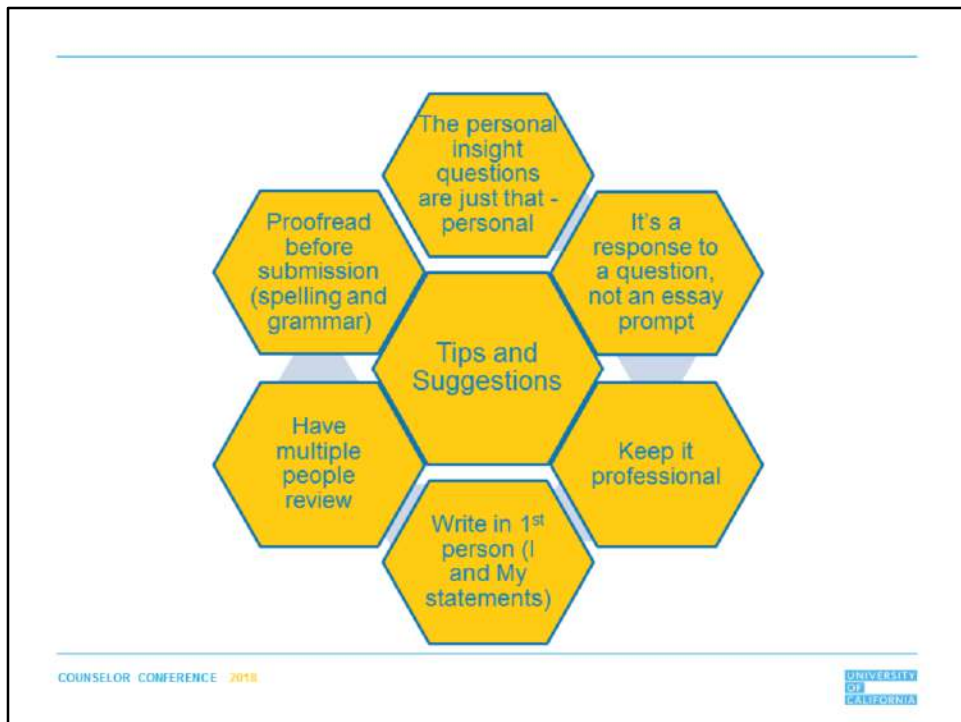 The personal
insight
questions
are just that -
personal
It's a
response to
a question,
not an essay
prompt
Keep it
professional
Write in 1st
person (I
and My
statements)
Have
multiple
people
review
Proofread
before
submission
(spelling and
grammar)
Tips and
Suggestions
COUNSELOR CONFERENCE 2018
UNIVERSITY
OF
CALIFORNIA